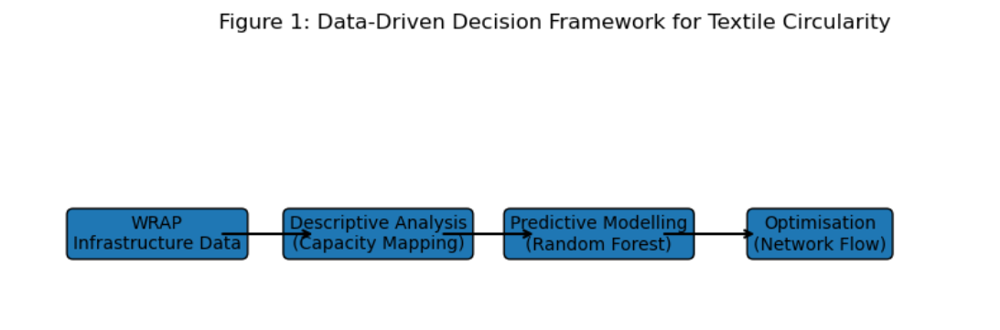 Figure 1: Data-Driven Decision Framework for Textile Circularity
WRAP
Infrastructure Data
Descriptive Analysis
(Capacity Mapping)
Predictive Modelling
(Random Forest)
Optimisation
(Network Flow)